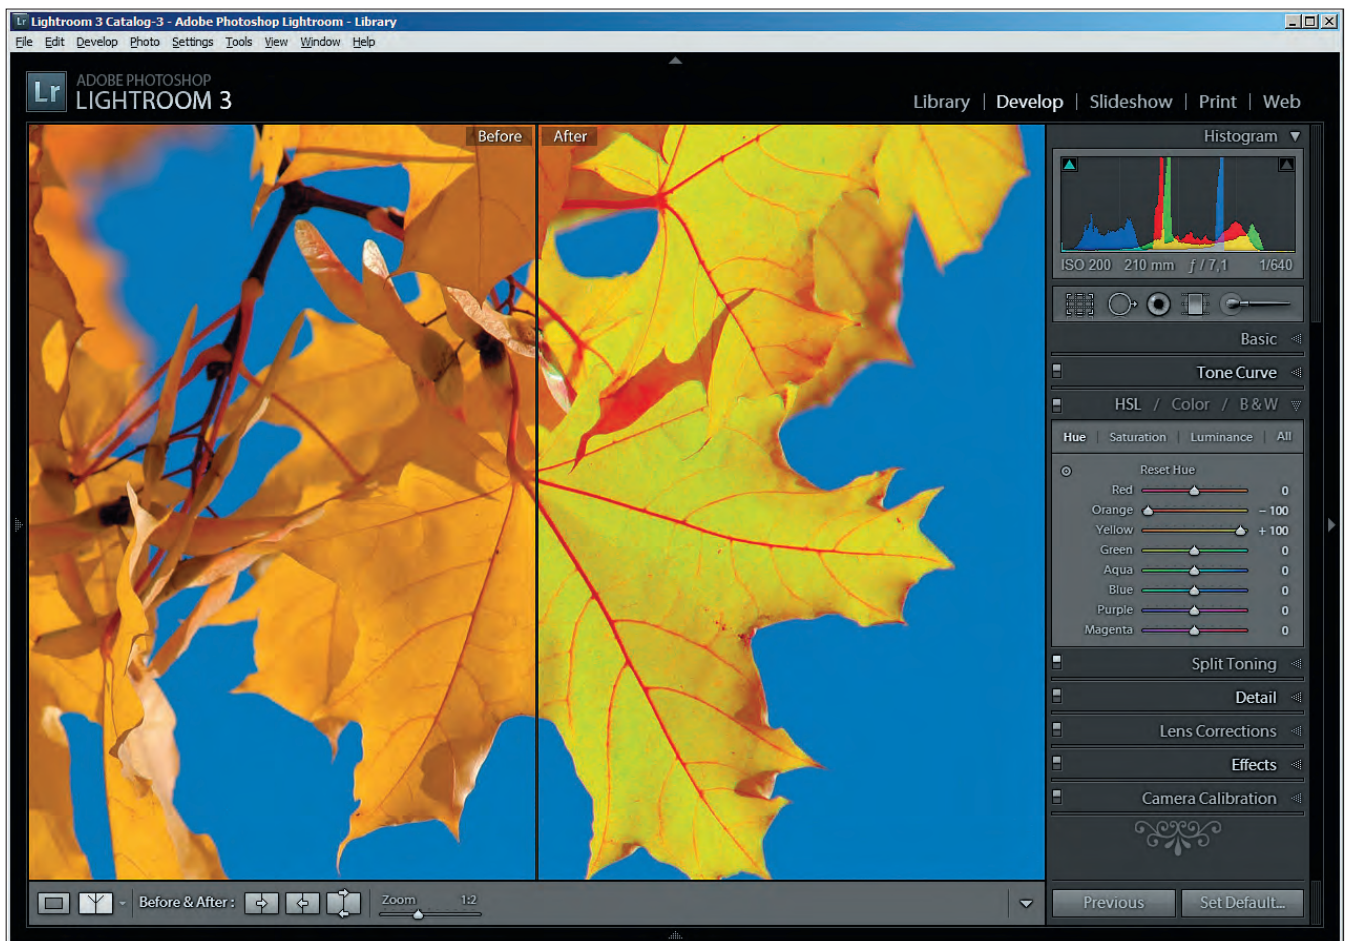 Lr Lightroom 3 Catalog-3 - Adobe Photoshop Lightroom - Library
File Edit Develop Photo Settings Tools View Window Help
Lr ADOBE PHOTOSHOP
LIGHTROOM 3
Library | Develop | Slideshow | Print | Web
Before After
Histogram
ISO 200 210 mm ƒ / 7,1 1/640
Basic
Tone Curve
HSL / Color / B & W
Hue | Saturation | Luminance | All
Reset Hue
Red 0
Orange – 100
Yellow + 100
Green 0
Aqua 0
Blue 0
Purple 0
Magenta 0
Split Toning
Detail
Lens Corrections
Effects
Camera Calibration
Before & After : Zoom 1:2
Previous Set Default...